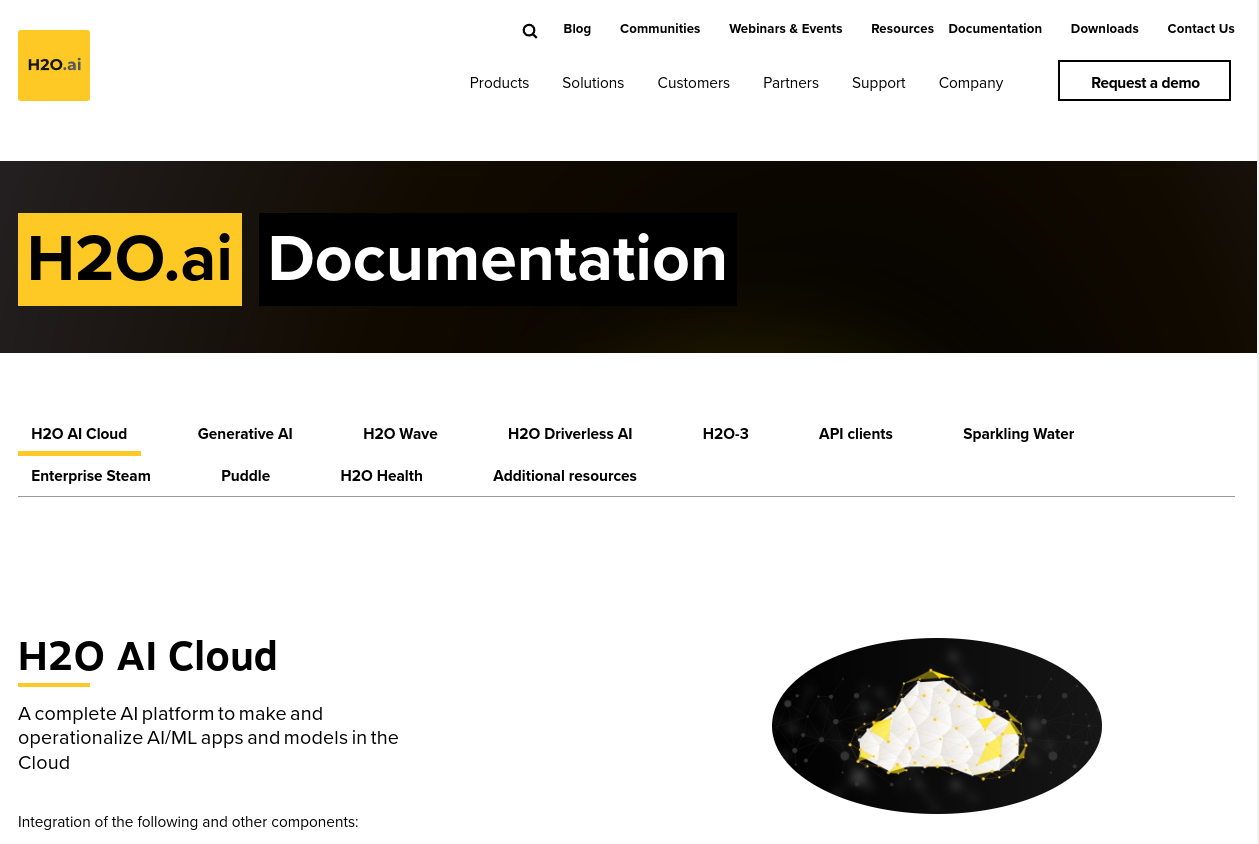 H2O.ai
Blog Communities Webinars & Events Resources Documentation Downloads Contact Us
Products Solutions Customers Partners Support Company Request a demo
H2O.ai Documentation
H2O AI Cloud Generative AI H2O Wave H2O Driverless AI H2O-3 API clients Sparkling Water
Enterprise Steam Puddle H2O Health Additional resources
H2O AI Cloud
A complete AI platform to make and
operationalize AI/ML apps and models in the
Cloud
Integration of the following and other components: